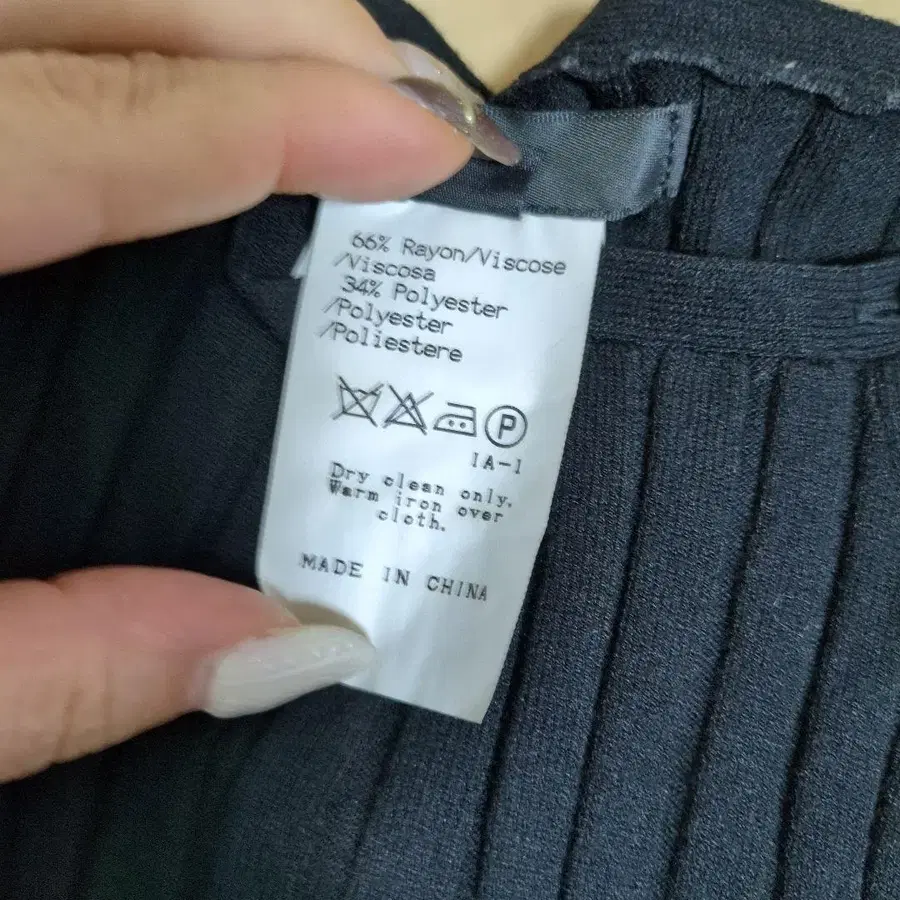 66% Rayon/Viscose
/Viscosa
34% Polyester
/Polyester
/Poliestere
P
IA-1
Dry clean only.
Warm iron over
cloth.
MADE IN CHINA